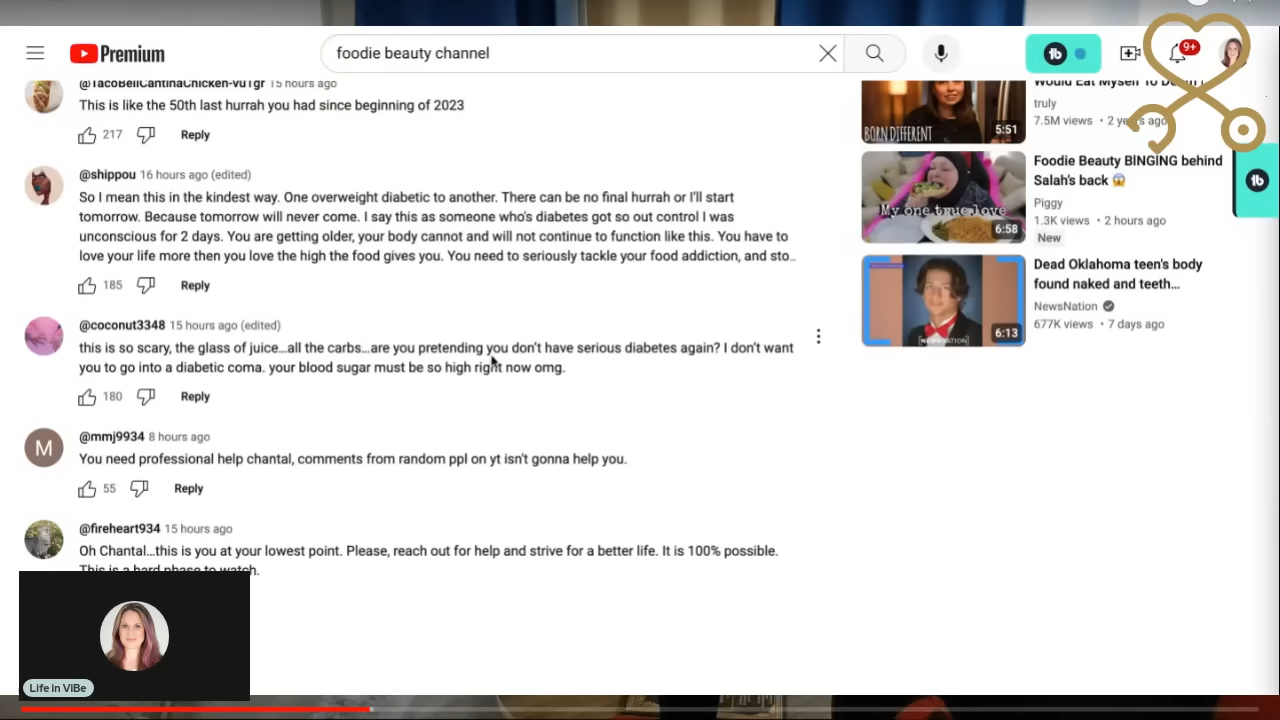 Premium
foodie beauty channel
9+
@TacoBellCantinaChicken-vu1gr 15 hours ago
This is like the 50th last hurrah you had since beginning of 2023
217 Reply
@shippou 16 hours ago (edited)
So I mean this in the kindest way. One overweight diabetic to another. There can be no final hurrah or I'll start
tomorrow. Because tomorrow will never come. I say this as someone who's diabetes got so out control I was
unconscious for 2 days. You are getting older, your body cannot and will not continue to function like this. You have to
love your life more then you love the high the food gives you. You need to seriously tackle your food addiction, and sto..
185 Reply
@coconut3348 15 hours ago (edited)
this is so scary, the glass of juice...all the carbs...are you pretending you don't have serious diabetes again? I don't want
you to go into a diabetic coma. your blood sugar must be so high right now omg.
180 Reply
M
@mmj9934 8 hours ago
You need professional help chantal, comments from random ppl on yt isn't gonna help you.
55 Reply
@fireheart934 15 hours ago
Oh Chantal...this is you at your lowest point. Please, reach out for help and strive for a better life. It is 100% possible.
This is a hard phase to watch.
Life in ViBe
Would Eat Myself To Death
truly
7.5M views • 2 years ago
BORN DIFFERENT
5:51
Foodie Beauty BINGING behind
Salah's back 😱
Piggy
1.3K views • 2 hours ago
New
My one true love
6:58
Dead Oklahoma teen's body
found naked and teeth...
NewsNation
677K views • 7 days ago
NEWSNATION
6:13
tb
tb